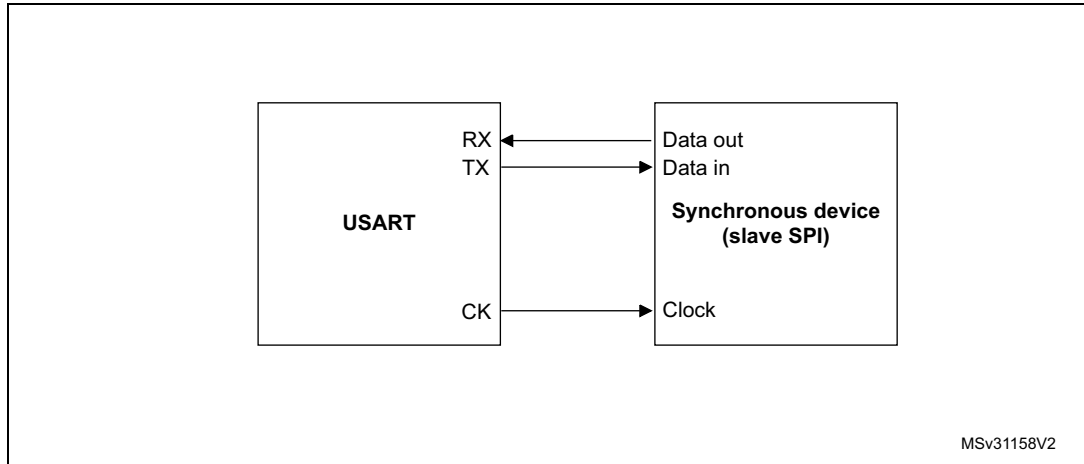 RX
TX
USART
CK
Data out
Data in
Synchronous device
(slave SPI)
Clock
MSv31158V2